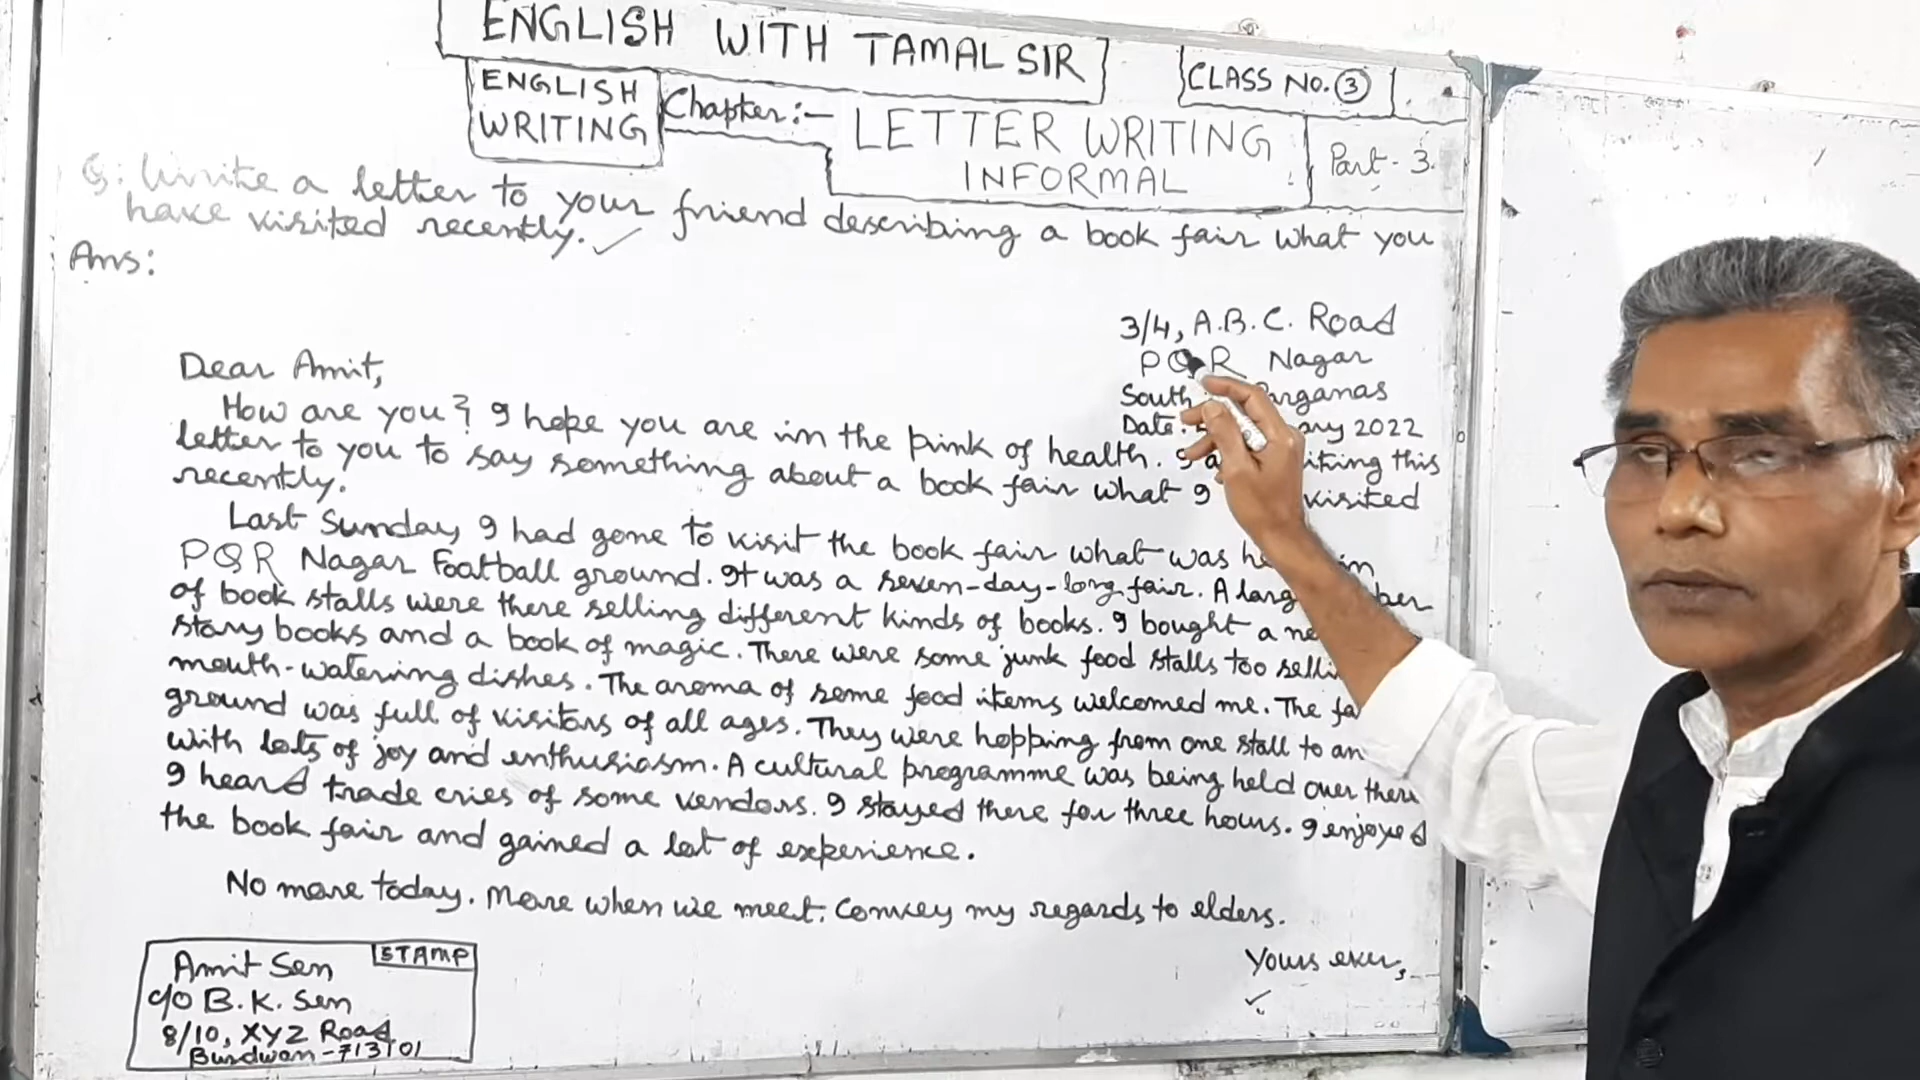 ENGLISH WITH TAMAL SIR
CLASS NO. 3
ENGLISH
WRITING
Chapter:-
LETTER WRITING
INFORMAL
Part-3.
Q: Write a letter to your friend describing a book fair what you
have visited recently.
Ans:
3/4, A.B.C. Road
PQR Nagar
South Parganas
Date: 2022
Dear Amit,
How are you? I hope you are in the pink of health. I writing this
letter to you to say something about a book fair what I visited
recently.
Last Sunday I had gone to visit the book fair what was in
PQR Nagar Football ground. It was a seven-day-long fair. A
of book stalls were there selling different kinds of books. I bought a
story books and a book of magic. There were some junk food stalls too
mouth-watering dishes. The aroma of some food items welcomed me. The
ground was full of visitors of all ages. They were hopping from one stall to
with lots of joy and enthusiasm. A cultural programme was being held over there
I heard trade cries of some vendors. I stayed there for three hours. I enjoyed
the book fair and gained a lot of experience.
No more today. More when we meet. Convey my regards to elders.
Yours ever,
STAMP
Amit Sen
c/o B.K. Sen
8/10, XYZ Road
Burdwan-713101